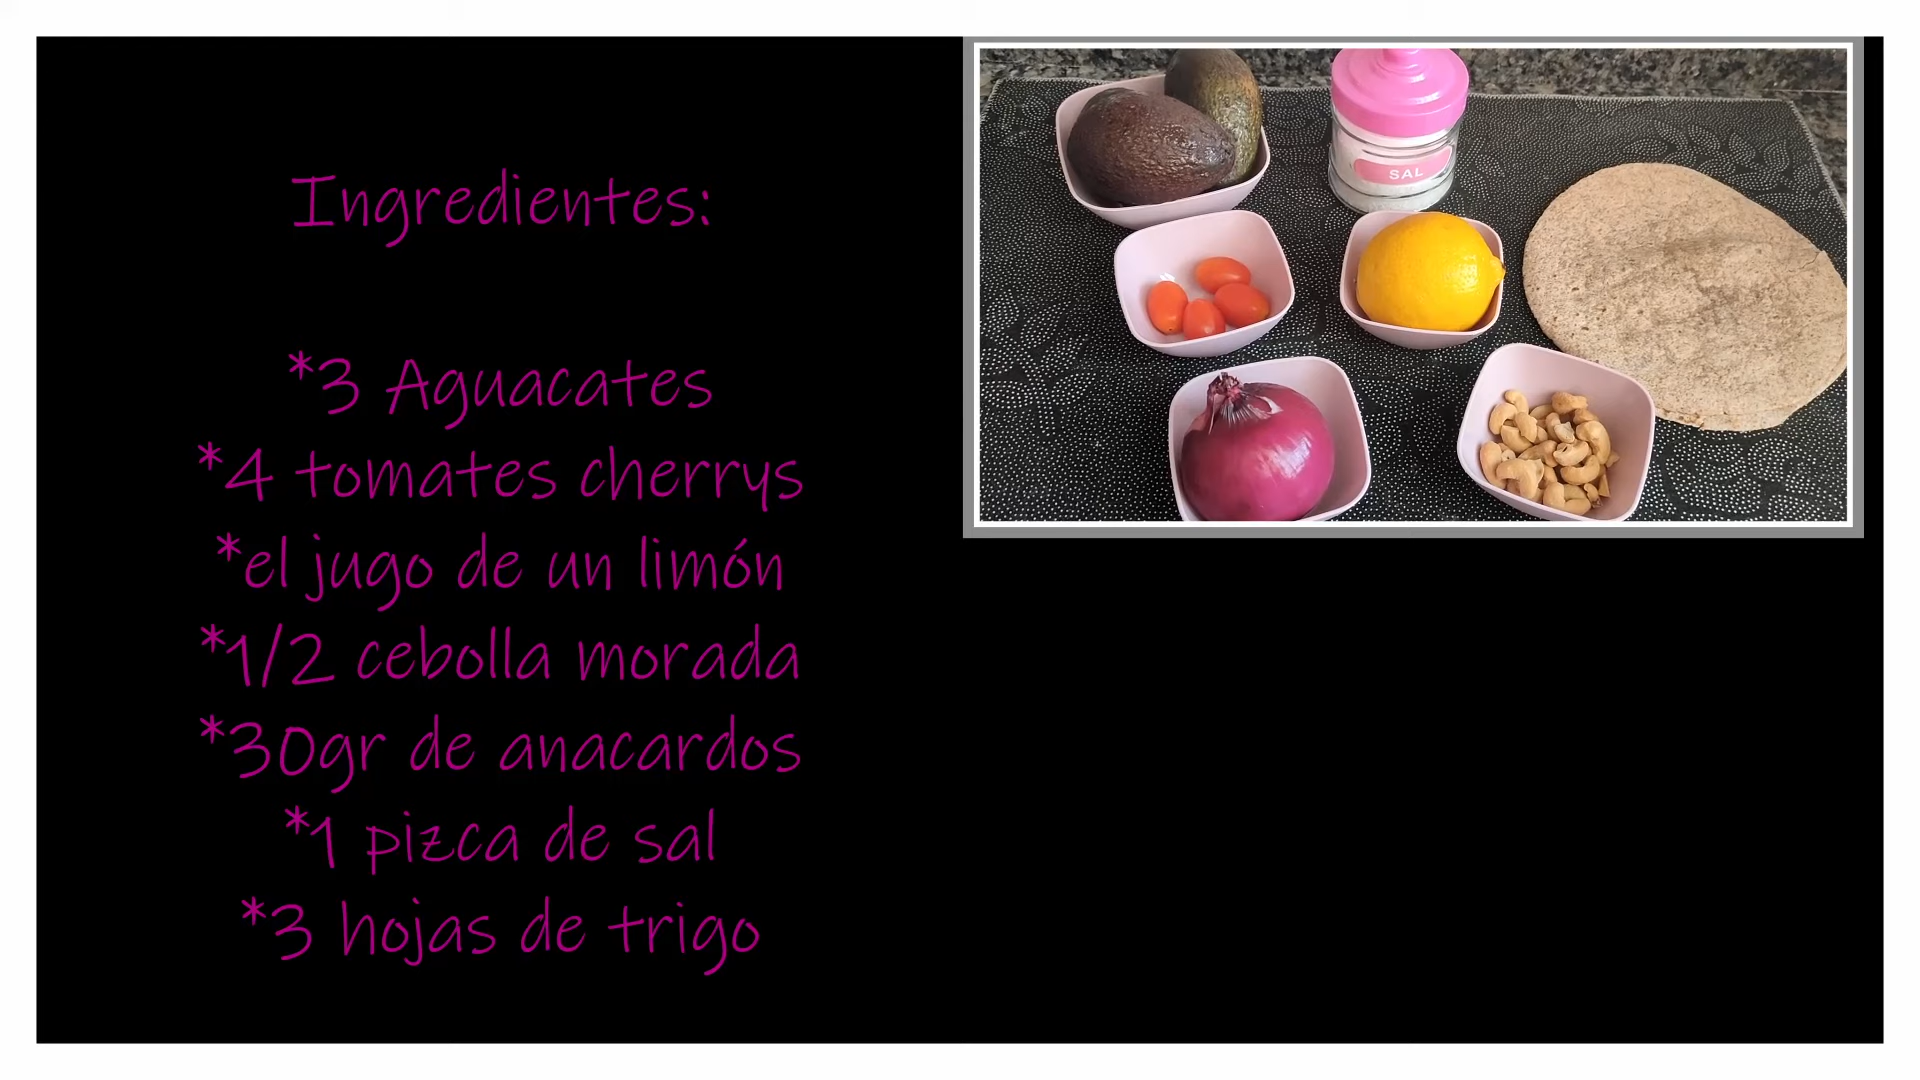 Ingredientes:
*3 Aguacates
*4 tomates cherrys
*el jugo de un limón
*1/2 cebolla morada
*30gr de anacardos
*1 pizca de sal
*3 hojas de trigo
SAL